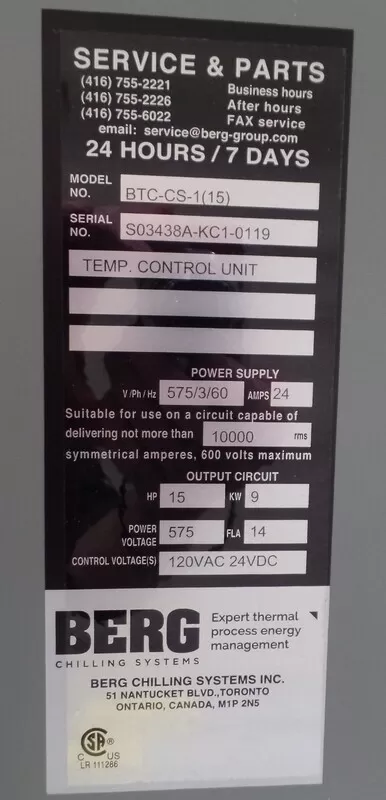 SERVICE & PARTS
(416) 755-2221 Business hours
(416) 755-2226 After hours
(416) 755-6022 FAX service
email: service@berg-group.com
24 HOURS / 7 DAYS
MODEL NO. BTC-CS-1(15)
SERIAL NO. S03438A-KC1-0119
TEMP. CONTROL UNIT
POWER SUPPLY
V/Ph/Hz 575/3/60 AMPS 24
Suitable for use on a circuit capable of
delivering not more than 10000 rms
symmetrical amperes, 600 volts maximum
OUTPUT CIRCUIT
HP 15 KW 9
POWER VOLTAGE 575 FLA 14
CONTROL VOLTAGE(S) 120VAC 24VDC
BERG
CHILLING SYSTEMS
Expert thermal
process energy
management
BERG CHILLING SYSTEMS INC.
51 NANTUCKET BLVD.,TORONTO
ONTARIO, CANADA, M1P 2N5
CSA ®
C US
LR 111286